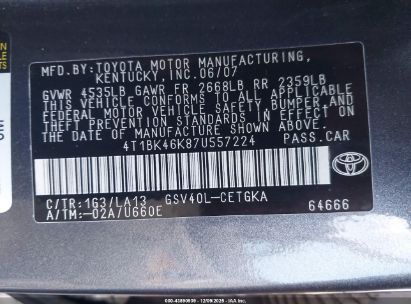 MFD.BY:TOYOTA MOTOR MANUFACTURING,
KENTUCKY,INC.06/07
GVWR 4535LB GAWR FR 2668LB RR 2359LB
THIS VEHICLE CONFORMS TO ALL APPLICABLE
FEDERAL MOTOR VEHICLE SAFETY,BUMPER,AND
THEFT PREVENTION STANDARDS IN EFFECT ON
THE DATE OF MANUFACTURE SHOWN ABOVE.
4T1BK46K87U557224 PASS.CAR
C/TR:1G3/LA13 GSV40L-CETGKA
A/TM:-02A/U660E 64666
TOYOTA